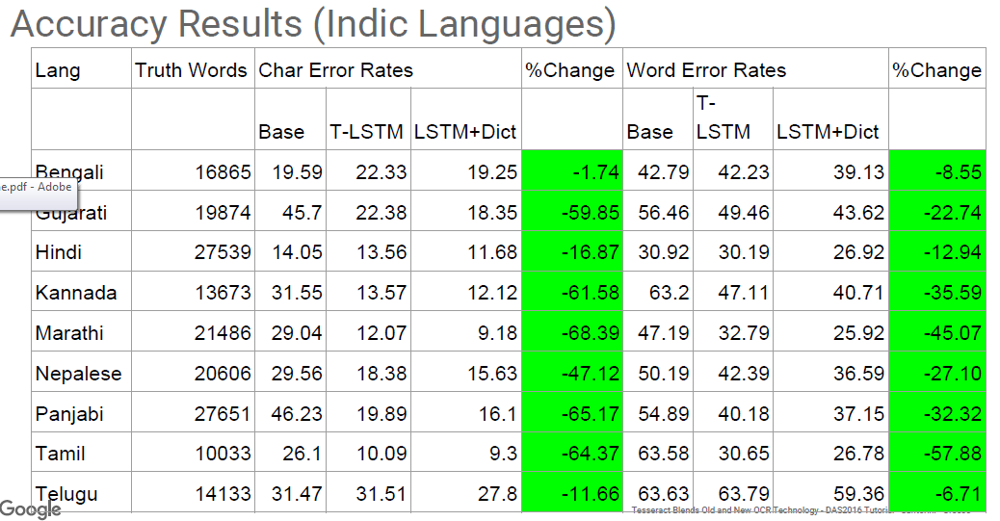 Accuracy Results (Indic Languages)
Lang Truth Words Char Error Rates %Change Word Error Rates %Change
Base T-LSTM LSTM+Dict Base T-LSTM LSTM+Dict
Bengali 16865 19.59 22.33 19.25 -1.74 42.79 42.23 39.13 -8.55
e.pdf - Adobe
Gujarati 19874 45.7 22.38 18.35 -59.85 56.46 49.46 43.62 -22.74
Hindi 27539 14.05 13.56 11.68 -16.87 30.92 30.19 26.92 -12.94
Kannada 13673 31.55 13.57 12.12 -61.58 63.2 47.11 40.71 -35.59
Marathi 21486 29.04 12.07 9.18 -68.39 47.19 32.79 25.92 -45.07
Nepalese 20606 29.56 18.38 15.63 -47.12 50.19 42.39 36.59 -27.10
Panjabi 27651 46.23 19.89 16.1 -65.17 54.89 40.18 37.15 -32.32
Tamil 10033 26.1 10.09 9.3 -64.37 63.58 30.65 26.78 -57.88
Telugu 14133 31.47 31.51 27.8 -11.66 63.63 63.79 59.36 -6.71
Google Tesseract Blends Old and New OCR Technology - DAS2016